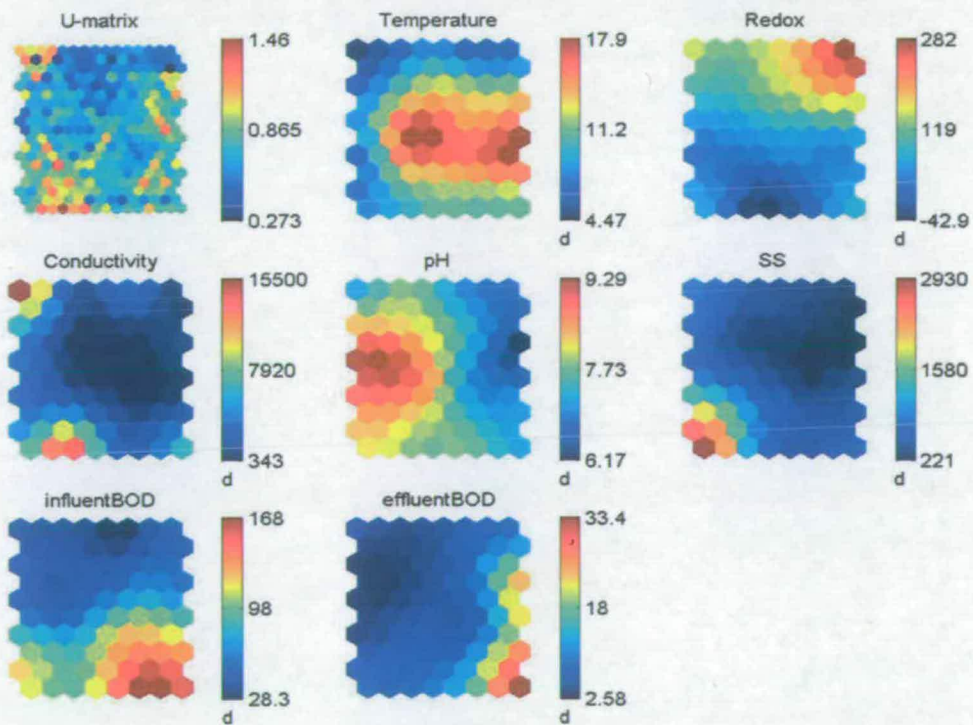 U-matrix
1.46
0.865
0.273
Temperature
17.9
11.2
4.47
d
Redox
282
119
-42.9
d
Conductivity
15500
7920
343
d
pH
9.29
7.73
6.17
d
SS
2930
1580
221
d
influentBOD
168
98
28.3
d
effluentBOD
33.4
18
2.58
d